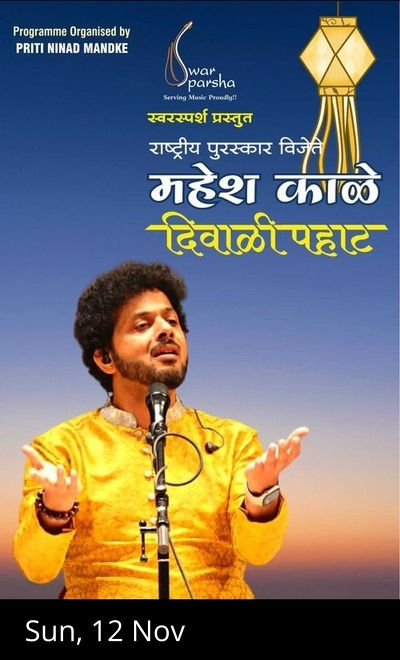 Programme Organised by
PRITI NINAD MANDKE
Swar
Sparsha
Serving Music Proudly!!
स्वरस्पर्श प्रस्तुत
राष्ट्रीय पुरस्कार विजेते
महेश काळे
दिवाळी पहाट
Sun, 12 Nov